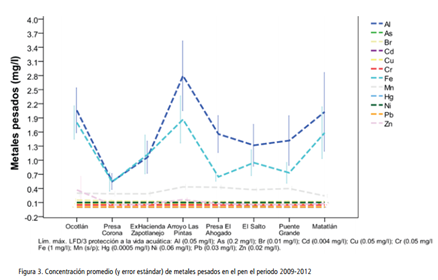 Metales pesados (mg/l)
4.0
3.7
3.4
3.1
2.8
2.5
2.2
1.9
1.6
1.3
1.0
0.7
0.4
0.1
-0.2
Ocotlán
Presa Corona
ExHacienda Zapotlanejo
Arroyo Las Pintas
Presa El Ahogado
El Salto
Puente Grande
Matatlán
Al
As
Br
Cd
Cu
Cr
Fe
Mn
Hg
Ni
Pb
Zn
Lim. máx. LFD/3 protección a la vida acuática: Al (0.05 mg/l); As (0.2 mg/l); Br (0.01 mg/l); Cd (0.004 mg/l); Cu (0.05 mg/l); Cr (0.05 mg/l)
Fe (1 mg/l); Mn (s/p); Hg (0.0005 mg/l) Ni (0.06 mg/l); Pb (0.03 mg/l); Zn (0.02 mg/l).
Figura 3. Concentración promedio (y error estándar) de metales pesados en el pen el periodo 2009-2012